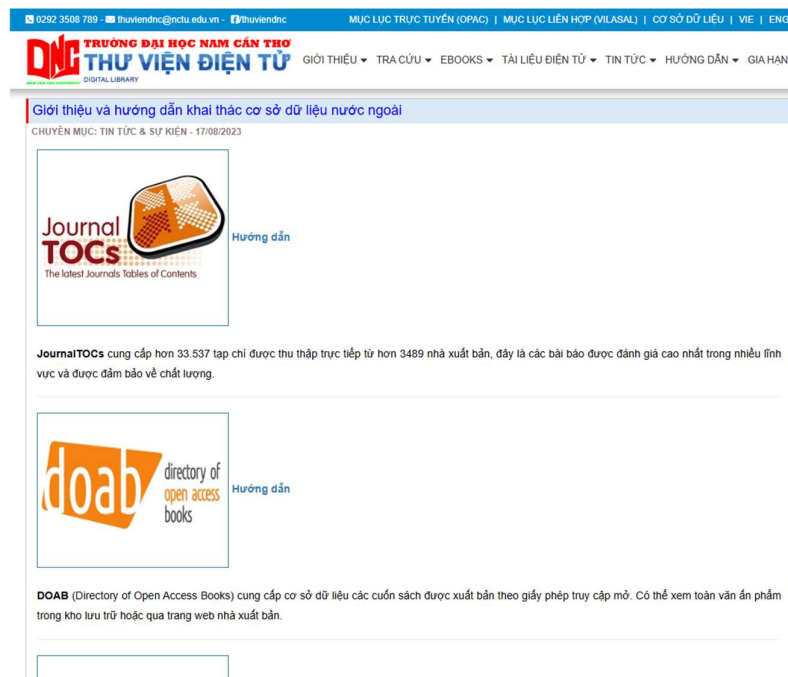 0292 3508 789 - thuviendnc@nctu.edu.vn - /thuviendnc
MỤC LỤC TRỰC TUYẾN (OPAC) | MỤC LỤC LIÊN HỢP (VILASAL) | CƠ SỞ DỮ LIỆU | VIE | ENG
DNC
TRƯỜNG ĐẠI HỌC NAM CẦN THƠ
THƯ VIỆN ĐIỆN TỬ
DIGITAL LIBRARY
GIỚI THIỆU TRA CỨU EBOOKS TÀI LIỆU ĐIỆN TỬ TIN TỨC HƯỚNG DẪN GIA HẠN
Giới thiệu và hướng dẫn khai thác cơ sở dữ liệu nước ngoài
CHUYÊN MỤC: TIN TỨC & SỰ KIỆN - 17/08/2023
Journal
TOCs
The latest Journals Tables of Contents
Hướng dẫn
JournalTOCs cung cấp hơn 33.537 tạp chí được thu thập trực tiếp từ hơn 3489 nhà xuất bản, đây là các bài báo được đánh giá cao nhất trong nhiều lĩnh
vực và được đảm bảo về chất lượng.
doab
directory of
open access
books
Hướng dẫn
DOAB (Directory of Open Access Books) cung cấp cơ sở dữ liệu các cuốn sách được xuất bản theo giấy phép truy cập mở. Có thể xem toàn văn ấn phẩm
trong kho lưu trữ hoặc qua trang web nhà xuất bản.